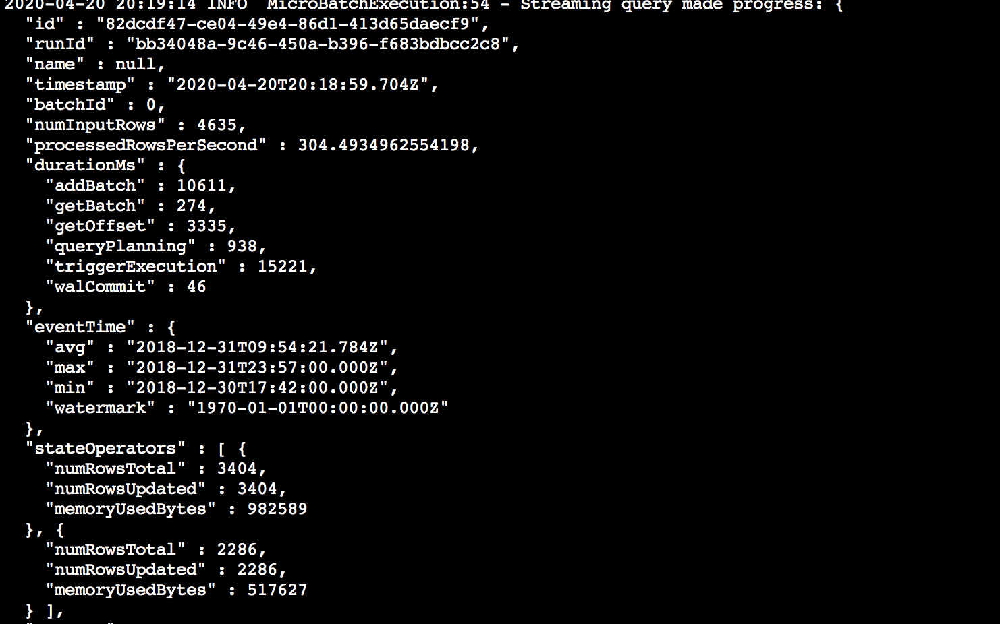 2020-04-20 20:19:14 INFO  MicroBatchExecution:54 - Streaming query made progress: {
  "id" : "82dcdf47-ce04-49e4-86d1-413d65daecf9",
  "runId" : "bb34048a-9c46-450a-b396-f683bdbcc2c8",
  "name" : null,
  "timestamp" : "2020-04-20T20:18:59.704Z",
  "batchId" : 0,
  "numInputRows" : 4635,
  "processedRowsPerSecond" : 304.4934962554198,
  "durationMs" : {
    "addBatch" : 10611,
    "getBatch" : 274,
    "getOffset" : 3335,
    "queryPlanning" : 938,
    "triggerExecution" : 15221,
    "walCommit" : 46
  },
  "eventTime" : {
    "avg" : "2018-12-31T09:54:21.784Z",
    "max" : "2018-12-31T23:57:00.000Z",
    "min" : "2018-12-30T17:42:00.000Z",
    "watermark" : "1970-01-01T00:00:00.000Z"
  },
  "stateOperators" : [ {
    "numRowsTotal" : 3404,
    "numRowsUpdated" : 3404,
    "memoryUsedBytes" : 982589
  }, {
    "numRowsTotal" : 2286,
    "numRowsUpdated" : 2286,
    "memoryUsedBytes" : 517627
  } ],